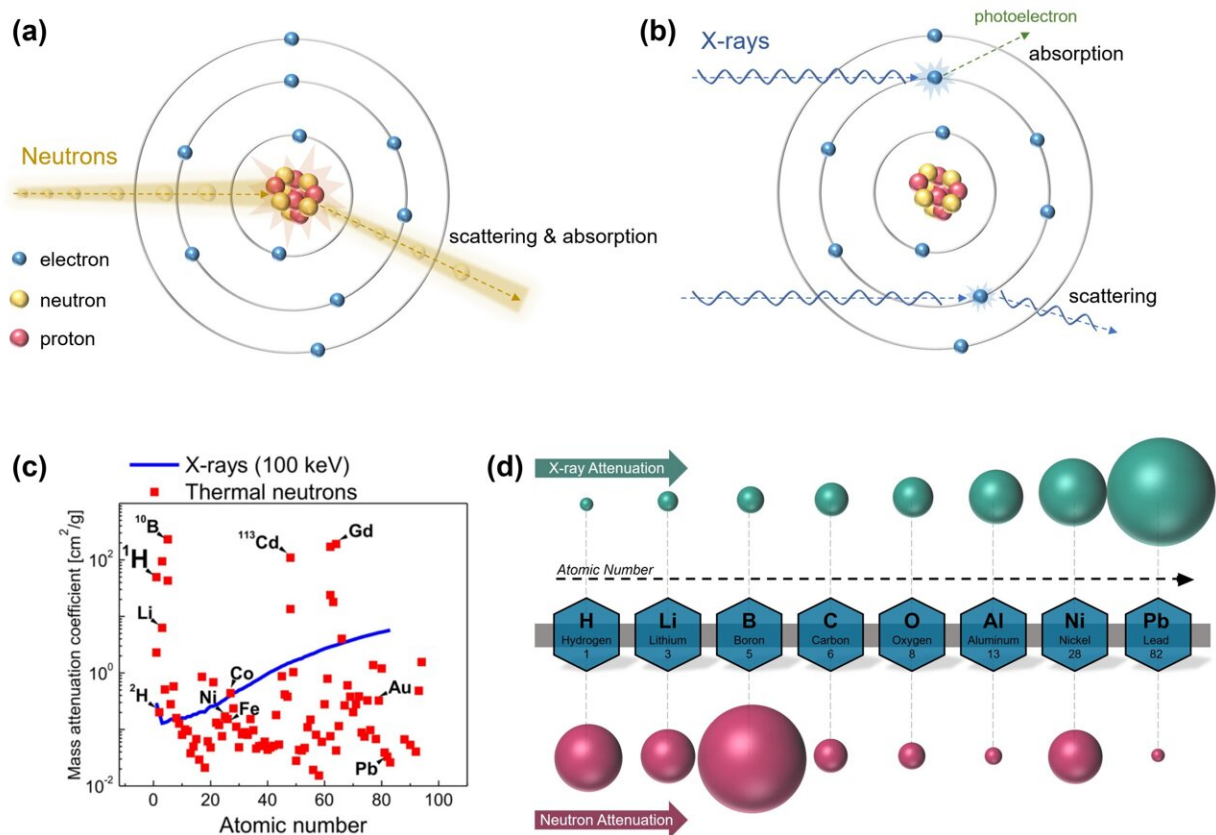 (a)
Neutrons
scattering & absorption
electron
neutron
proton
(b)
X-rays
photoelectron
absorption
scattering
(c)
X-rays (100 keV)
Thermal neutrons
Mass attenuation coefficient [cm²/g]
10²
10⁰
10⁻²
¹⁰B
¹H
Li
²H
¹¹³Cd
Gd
Co
Ni
Fe
Au
Pb
0 20 40 60 80 100
Atomic number
(d)
X-ray Attenuation
Atomic Number
H
Hydrogen
1
Li
Lithium
3
B
Boron
5
C
Carbon
6
O
Oxygen
8
Al
Aluminum
13
Ni
Nickel
28
Pb
Lead
82
Neutron Attenuation